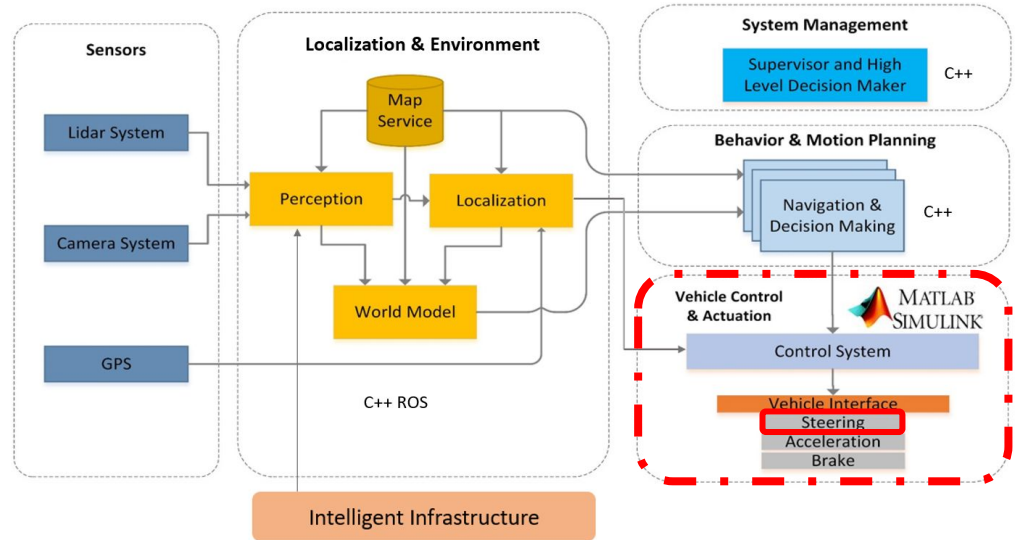 Sensors
Lidar System
Camera System
GPS
Localization & Environment
Map
Service
Perception
Localization
World Model
C++ ROS
Intelligent Infrastructure
System Management
Supervisor and High
Level Decision Maker
C++
Behavior & Motion Planning
Navigation &
Decision Making
C++
Vehicle Control
& Actuation
MATLAB
SIMULINK
Control System
Vehicle Interface
Steering
Acceleration
Brake